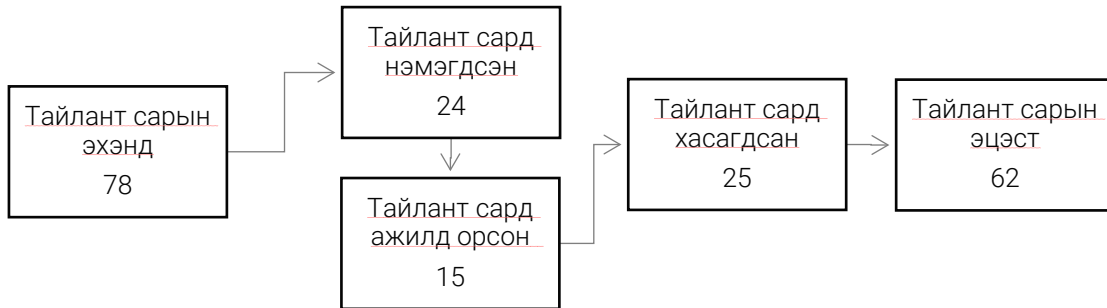 Тайлант сарын
эхэнд
78
Тайлант сард
нэмэгдсэн
24
Тайлант сард
ажилд орсон
15
Тайлант сард
хасагдсан
25
Тайлант сарын
эцэст
62